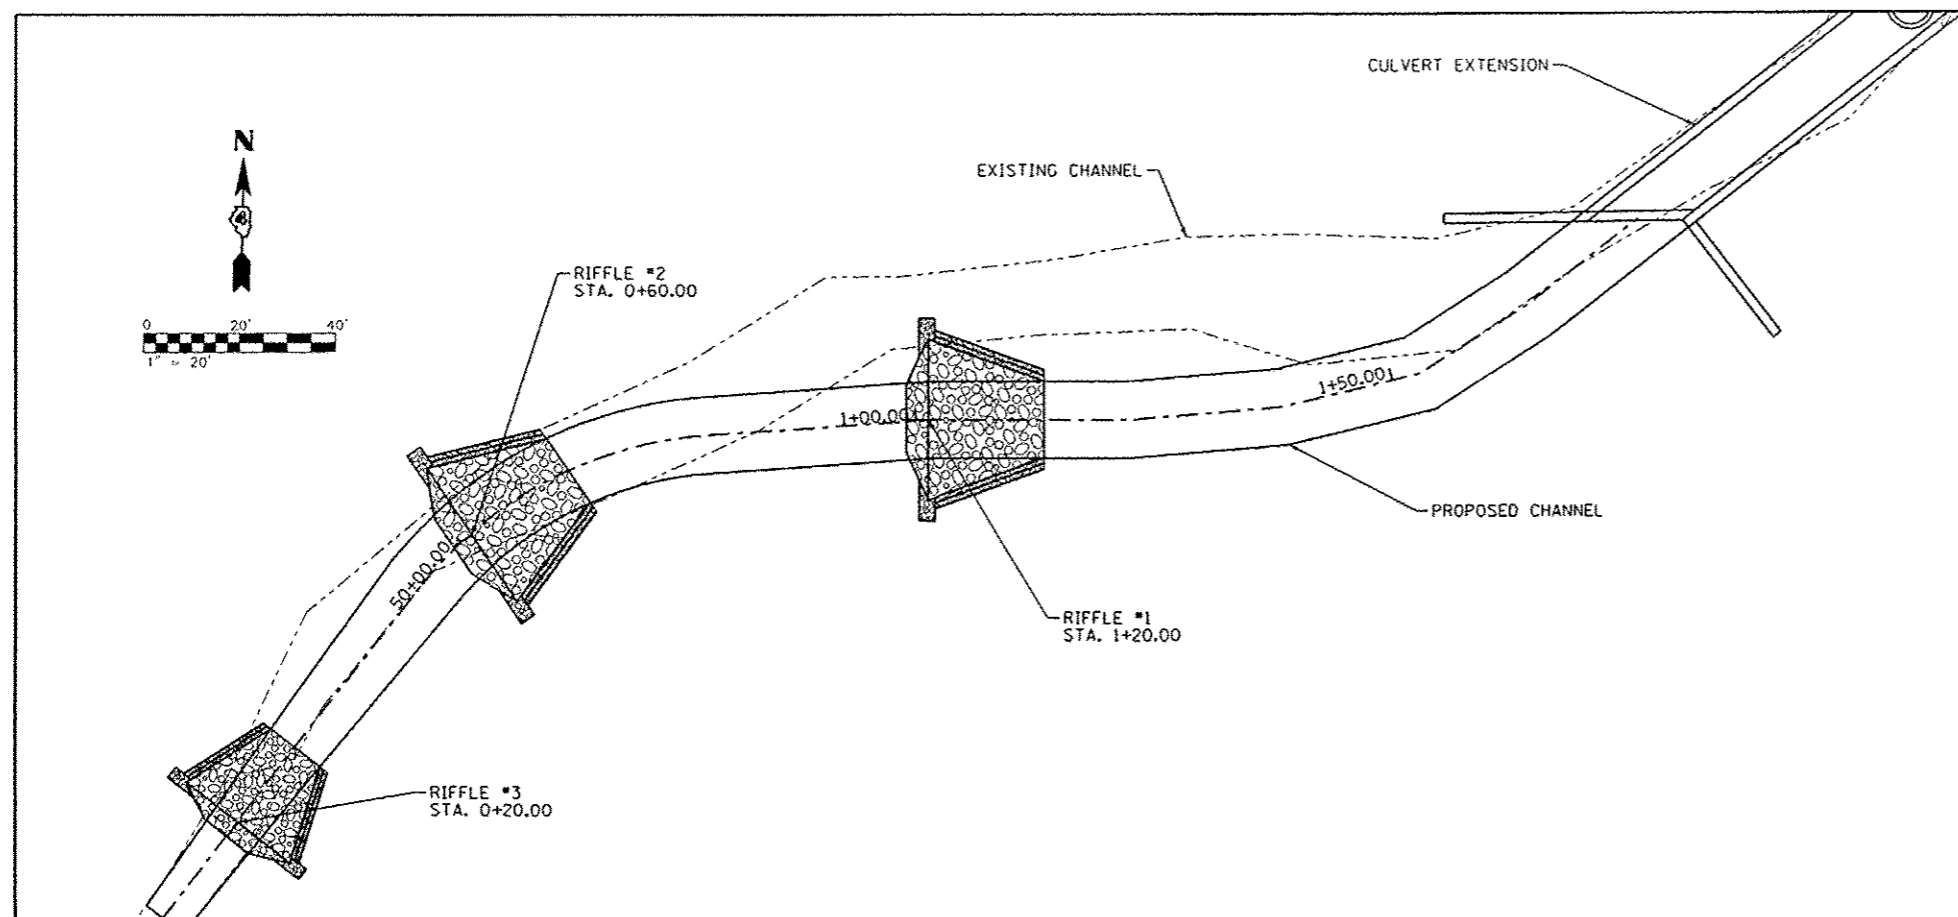 CULVERT EXTENSION
N
EXISTING CHANNEL
RIFFLE #2
STA. 0+60.00
0 20' 40'
1" = 20'
1+50.00
1+00.00
PROPOSED CHANNEL
50+00.00
RIFFLE #1
STA. 1+20.00
RIFFLE #3
STA. 0+20.00